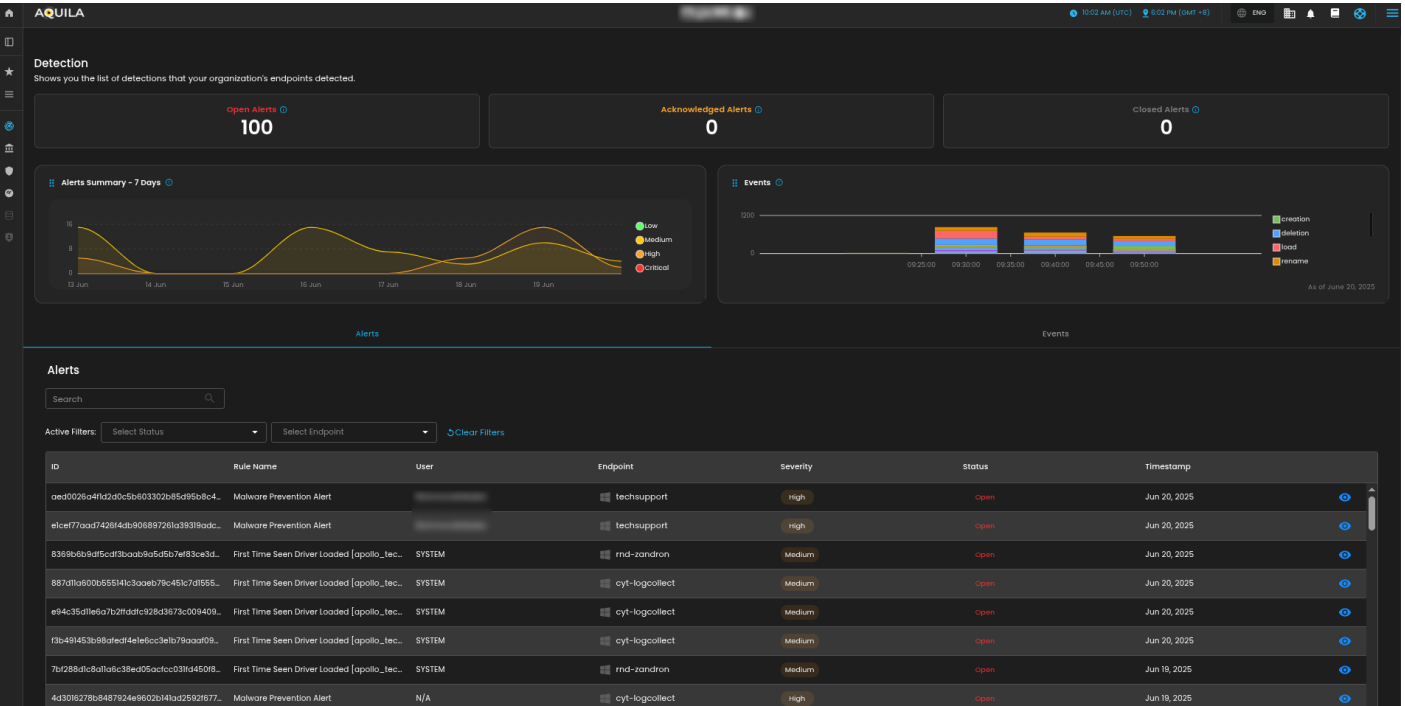 AQUILA
10:02 AM (UTC) 6:02 PM (GMT +8) ENG
Detection
Shows you the list of detections that your organization's endpoints detected.
Open Alerts
100
Acknowledged Alerts
0
Closed Alerts
0
Alerts Summary - 7 Days
16
8
0
13 Jun 14 Jun 15 Jun 16 Jun 17 Jun 18 Jun 19 Jun
Low
Medium
High
Critical
Events
1200
0
09:25:00 09:30:00 09:35:00 09:40:00 09:45:00 09:50:00
creation
deletion
load
rename
As of June 20, 2025
Alerts Events
Alerts
Search
Active Filters: Select Status Select Endpoint Clear Filters
ID Rule Name User Endpoint Severity Status Timestamp
aed0026a4f1d2d0c5b603302b85d95b8c4... Malware Prevention Alert techsupport High Open Jun 20, 2025
e1cef77aad7426f4db906897261a39319adc... Malware Prevention Alert techsupport High Open Jun 20, 2025
8369b6b9df5cdf3baab9a5d5b7ef83ce3d... First Time Seen Driver Loaded [apollo_tec... SYSTEM rnd-zandron Medium Open Jun 20, 2025
887d11a600b555141c3aaeb79c451c7d1555... First Time Seen Driver Loaded [apollo_tec... SYSTEM cyt-logcollect Medium Open Jun 20, 2025
e94c35d11e6a7b2ffddfc928d3673c009409... First Time Seen Driver Loaded [apollo_tec... SYSTEM cyt-logcollect Medium Open Jun 20, 2025
f3b491453b98afedf4e1e6cc3e1b79aaaf09... First Time Seen Driver Loaded [apollo_tec... SYSTEM cyt-logcollect Medium Open Jun 20, 2025
7bf288d1c8a11a6c38ed05acfcc031fd450f8... First Time Seen Driver Loaded [apollo_tec... SYSTEM rnd-zandron Medium Open Jun 19, 2025
4d3016278b8487924e9602b141ad2592f677... Malware Prevention Alert N/A cyt-logcollect High Open Jun 19, 2025